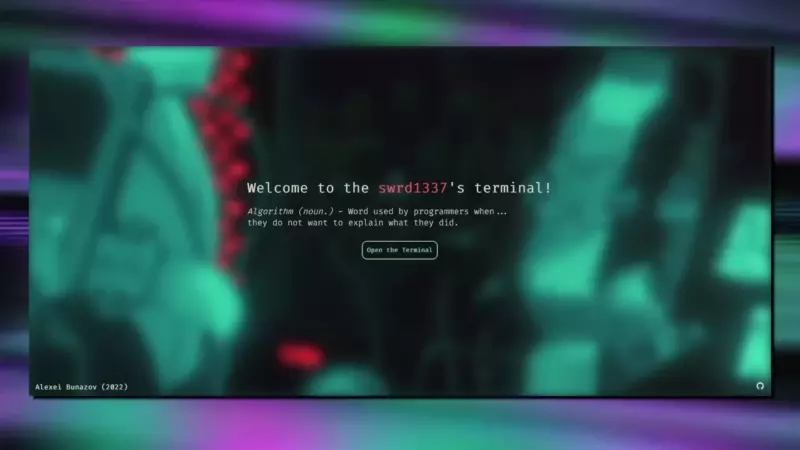 Welcome to the swrd1337's terminal!
Algorithm (noun.) - Word used by programmers when...
they do not want to explain what they did.
Open the Terminal
Alexei Bunazov (2022)